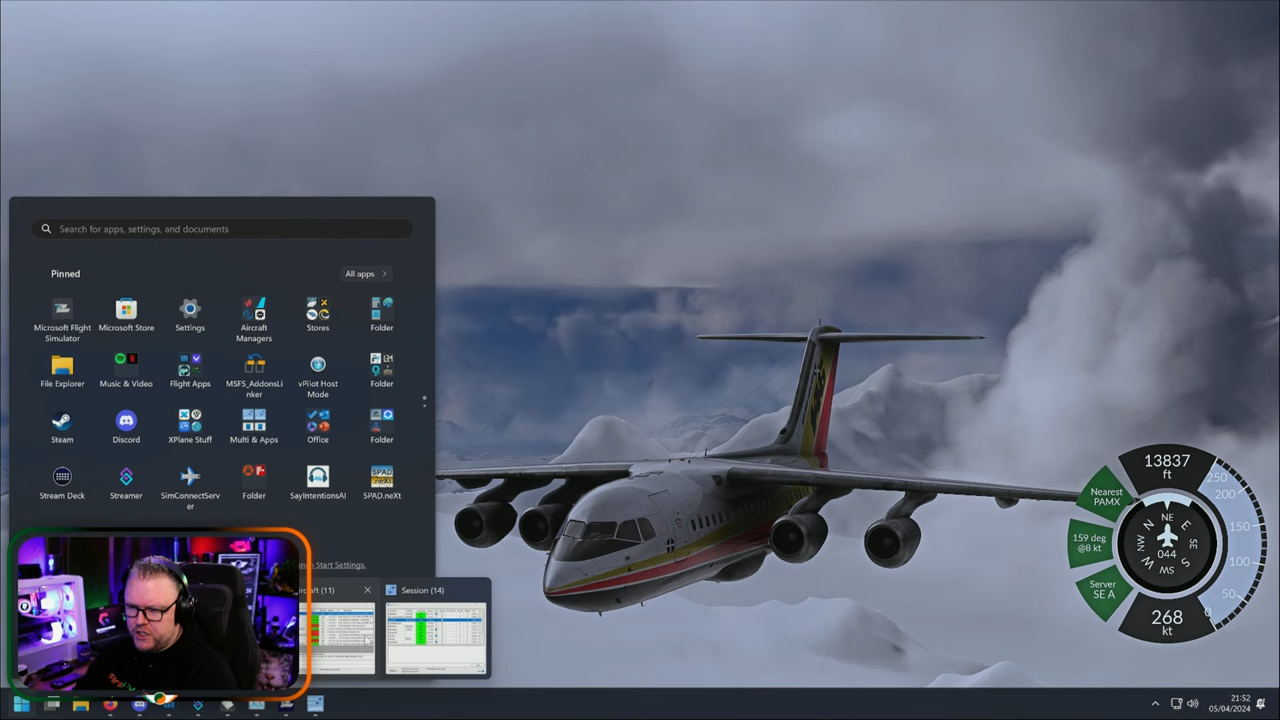 Search for apps, settings, and documents
Pinned
All apps
Microsoft Flight
Simulator
Microsoft Store
Settings
Aircraft
Managers
Stores
Folder
File Explorer
Music & Video
Flight Apps
MSFS_AddonsLi
nker
vPilot Host
Mode
Folder
Steam
Discord
XPlane Stuff
Multi & Apps
Office
Folder
Stream Deck
Streamer
SimConnectServ
er
Folder
SayIntentionsAI
SPAD.neXt
Start Settings.
(11)
Session (14)
13837
ft
Nearest
PAMX
159 deg
@8 kt
Server
SE A
250
200
150
100
50
0
N
NE
E
SE
S
SW
W
NW
044
268
kt
21:52
05/04/2024